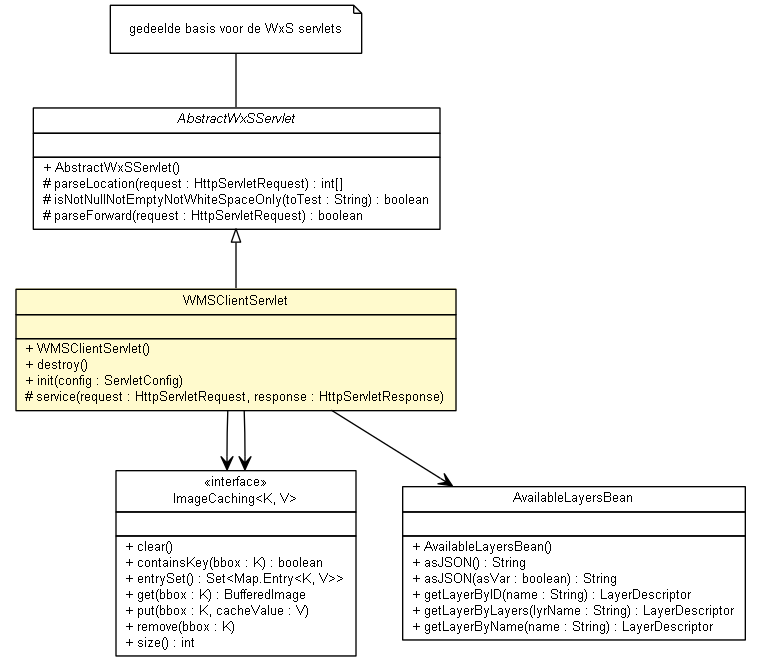 gedeelde basis voor de WxS servlets
AbstractWxSServlet
+ AbstractWxSServlet()
# parseLocation(request : HttpServletRequest) : int[]
# isNotNullNotEmptyNotWhiteSpaceOnly(toTest : String) : boolean
# parseForward(request : HttpServletRequest) : boolean
WMSClientServlet
+ WMSClientServlet()
+ destroy()
+ init(config : ServletConfig)
# service(request : HttpServletRequest, response : HttpServletResponse)
«interface»
ImageCaching<K, V>
+ clear()
+ containsKey(bbox : K) : boolean
+ entrySet() : Set<Map.Entry<K, V>>
+ get(bbox : K) : BufferedImage
+ put(bbox : K, cacheValue : V)
+ remove(bbox : K)
+ size() : int
AvailableLayersBean
+ AvailableLayersBean()
+ asJSON() : String
+ asJSON(asVar : boolean) : String
+ getLayerByID(name : String) : LayerDescriptor
+ getLayerByLayers(lyrName : String) : LayerDescriptor
+ getLayerByName(name : String) : LayerDescriptor